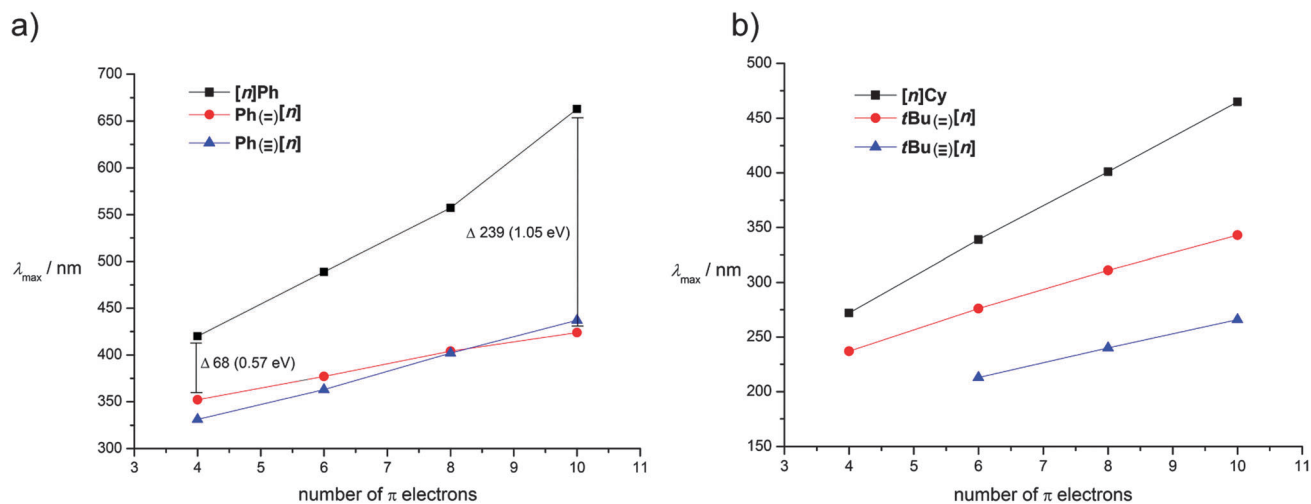 a)
700
650
600
550
500
450
400
350
300
λmax / nm
[n]Ph
Ph(=)[n]
Ph(≡)[n]
Δ 239 (1.05 eV)
Δ 68 (0.57 eV)
3 4 5 6 7 8 9 10 11
number of π electrons
b)
500
450
400
350
300
250
200
150
λmax / nm
[n]Cy
tBu(=)[n]
tBu(≡)[n]
3 4 5 6 7 8 9 10 11
number of π electrons